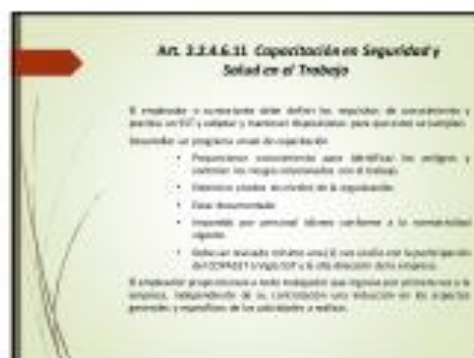 Art. 2.2.4.6.11 Capacitación en Seguridad y
Salud en el Trabajo
El empleador o contratante debe definir los requisitos de conocimiento y
práctica en SST y adoptar y mantener disposiciones para que estos se cumplan.
Desarrollar un programa anual de capacitación
• Proporcionar conocimiento para identificar los peligros y
controlar los riesgos relacionados con el trabajo.
• Extensivo a todos los niveles de la organización.
• Estar documentado
• Impartido por personal idóneo conforme a la normatividad
vigente.
• Debe ser revisado mínimo una (1) vez al año con la participación
del COPASST o Vigía SST y la alta dirección de la empresa.
El empleador proporcionará a todo trabajador que ingrese por primera vez a la
empresa, independiente de su contratación una inducción en los aspectos
generales y específicos de las actividades a realizar.